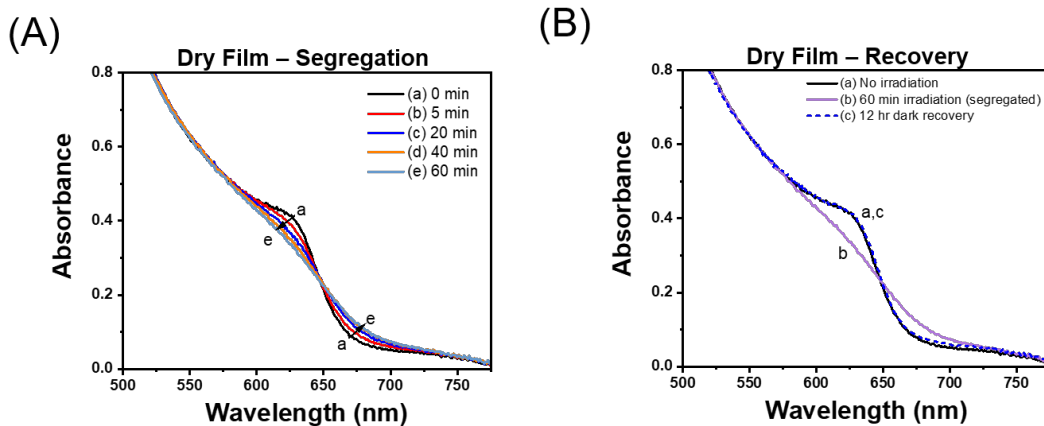 (A)
Dry Film – Segregation
(a) 0 min
(b) 5 min
(c) 20 min
(d) 40 min
(e) 60 min
a
e
e
a
0.8
0.6
0.4
0.2
0.0
500 550 600 650 700 750
Absorbance
Wavelength (nm)
(B)
Dry Film – Recovery
(a) No irradiation
(b) 60 min irradiation (segregated)
(c) 12 hr dark recovery
a,c
b
0.8
0.6
0.4
0.2
0.0
500 550 600 650 700 750
Absorbance
Wavelength (nm)